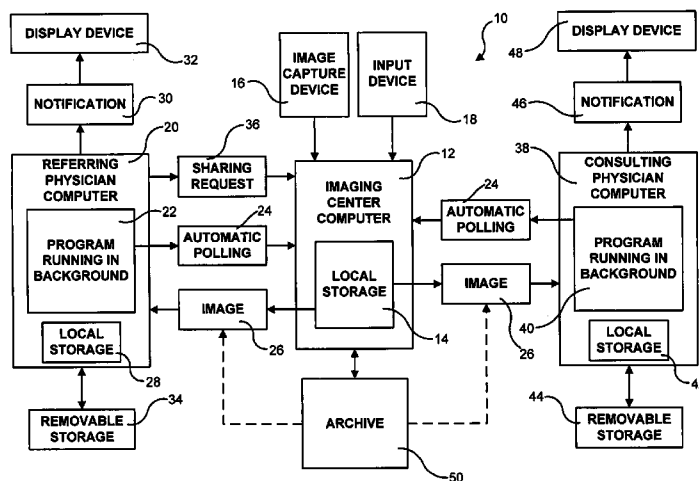 DISPLAY DEVICE
32
NOTIFICATION
30
20
REFERRING
PHYSICIAN
COMPUTER
22
PROGRAM
RUNNING IN
BACKGROUND
LOCAL
STORAGE
28
REMOVABLE
STORAGE
34
36
SHARING
REQUEST
24
AUTOMATIC
POLLING
IMAGE
26
IMAGE
CAPTURE
DEVICE
16
INPUT
DEVICE
18
10
12
IMAGING
CENTER
COMPUTER
LOCAL
STORAGE
14
ARCHIVE
50
24
AUTOMATIC
POLLING
IMAGE
26
48
DISPLAY DEVICE
46
NOTIFICATION
38
CONSULTING
PHYSICIAN
COMPUTER
PROGRAM
RUNNING IN
BACKGROUND
40
LOCAL
STORAGE
4
44
REMOVABLE
STORAGE